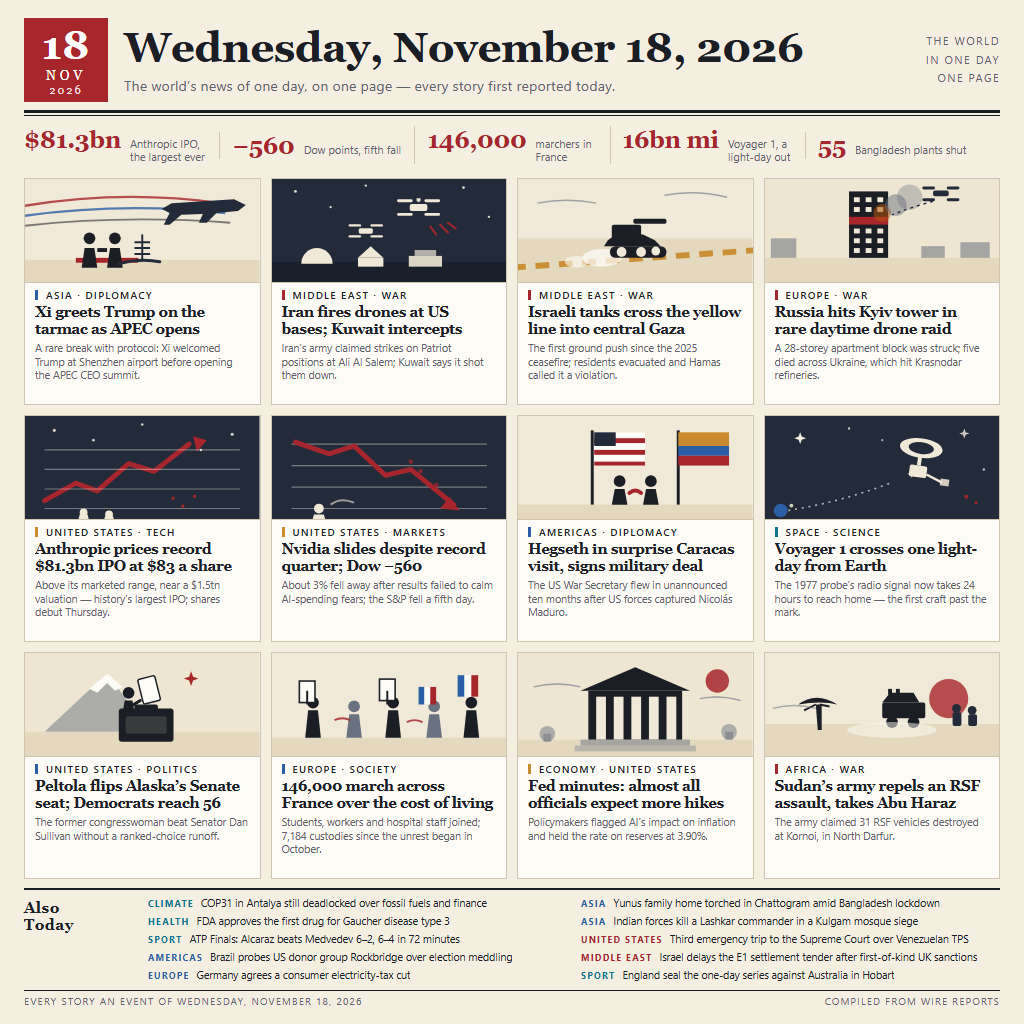 18
NOV
2026
Wednesday, November 18, 2026
The world's news of one day, on one page — every story first reported today.
THE WORLD
IN ONE DAY
ONE PAGE
$81.3bn
Anthropic IPO,
the largest ever
−560
Dow points, fifth fall
146,000
marchers in
France
16bn mi
Voyager 1, a
light-day out
55
Bangladesh plants shut
ASIA · DIPLOMACY
Xi greets Trump on the
tarmac as APEC opens
A rare break with protocol: Xi welcomed
Trump at Shenzhen airport before opening
the APEC CEO summit.
MIDDLE EAST · WAR
Iran fires drones at US
bases; Kuwait intercepts
Iran's army claimed strikes on Patriot
positions at Ali Al Salem; Kuwait says it shot
them down.
MIDDLE EAST · WAR
Israeli tanks cross the yellow
line into central Gaza
The first ground push since the 2025
ceasefire; residents evacuated and Hamas
called it a violation.
EUROPE · WAR
Russia hits Kyiv tower in
rare daytime drone raid
A 28-storey apartment block was struck; five
died across Ukraine, which hit Krasnodar
refineries.
UNITED STATES · TECH
Anthropic prices record
$81.3bn IPO at $83 a share
Above its marketed range, near a $1.5tn
valuation — history's largest IPO; shares
debut Thursday.
UNITED STATES · MARKETS
Nvidia slides despite record
quarter; Dow −560
About 3% fell away after results failed to calm
AI-spending fears; the S&P fell a fifth day.
AMERICAS · DIPLOMACY
Hegseth in surprise Caracas
visit, signs military deal
The US War Secretary flew in unannounced
ten months after US forces captured Nicolás
Maduro.
SPACE · SCIENCE
Voyager 1 crosses one light-
day from Earth
The 1977 probe's radio signal now takes 24
hours to reach home — the first craft past the
mark.
UNITED STATES · POLITICS
Peltola flips Alaska's Senate
seat; Democrats reach 56
The former congresswoman beat Senator Dan
Sullivan without a ranked-choice runoff.
EUROPE · SOCIETY
146,000 march across
France over the cost of living
Students, workers and hospital staff joined;
7,184 custodies since the unrest began in
October.
ECONOMY · UNITED STATES
Fed minutes: almost all
officials expect more hikes
Policymakers flagged AI's impact on inflation
and held the rate on reserves at 3.90%.
AFRICA · WAR
Sudan's army repels an RSF
assault, takes Abu Haraz
The army claimed 31 RSF vehicles destroyed
at Kornoi, in North Darfur.
Also
Today
CLIMATE COP31 in Antalya still deadlocked over fossil fuels and finance
HEALTH FDA approves the first drug for Gaucher disease type 3
SPORT ATP Finals: Alcaraz beats Medvedev 6–2, 6–4 in 72 minutes
AMERICAS Brazil probes US donor group Rockbridge over election meddling
EUROPE Germany agrees a consumer electricity-tax cut
ASIA Yunus family home torched in Chattogram amid Bangladesh lockdown
ASIA Indian forces kill a Lashkar commander in a Kulgam mosque siege
UNITED STATES Third emergency trip to the Supreme Court over Venezuelan TPS
MIDDLE EAST Israel delays the E1 settlement tender after first-of-kind UK sanctions
SPORT England seal the one-day series against Australia in Hobart
EVERY STORY AN EVENT OF WEDNESDAY, NOVEMBER 18, 2026
COMPILED FROM WIRE REPORTS